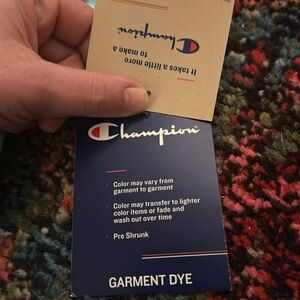 It takes a little more
to make a
Champion
Champion
Color may vary from
garment to garment
Color may transfer to lighter
color items or fade and
wash out over time
Pre Shrunk
GARMENT DYE